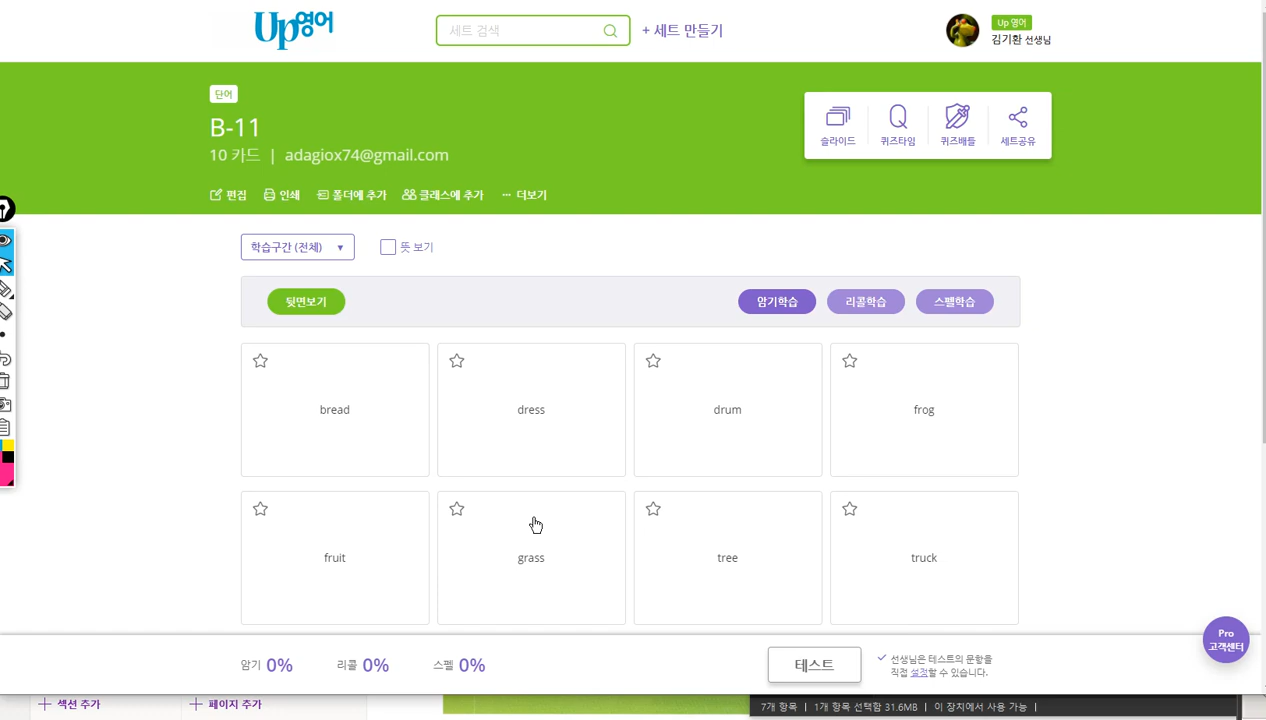 Up영어
세트 검색
+ 세트 만들기
Up 영어
김기환 선생님
단어
B-11
10 카드 | adagiox74@gmail.com
슬라이드
퀴즈타임
퀴즈배틀
세트공유
편집
인쇄
폴더에 추가
클래스에 추가
··· 더보기
학습구간 (전체) ▼
뜻 보기
뒷면보기
암기학습
리콜학습
스펠학습
bread
dress
drum
frog
fruit
grass
tree
truck
Pro
고객센터
암기 0%
리콜 0%
스펠 0%
테스트
선생님은 테스트의 문항을
직접 설정할 수 있습니다.
섹션 추가
페이지 추가
7개 항목 | 1개 항목 선택함 31.6MB | 이 장치에서 사용 가능 |